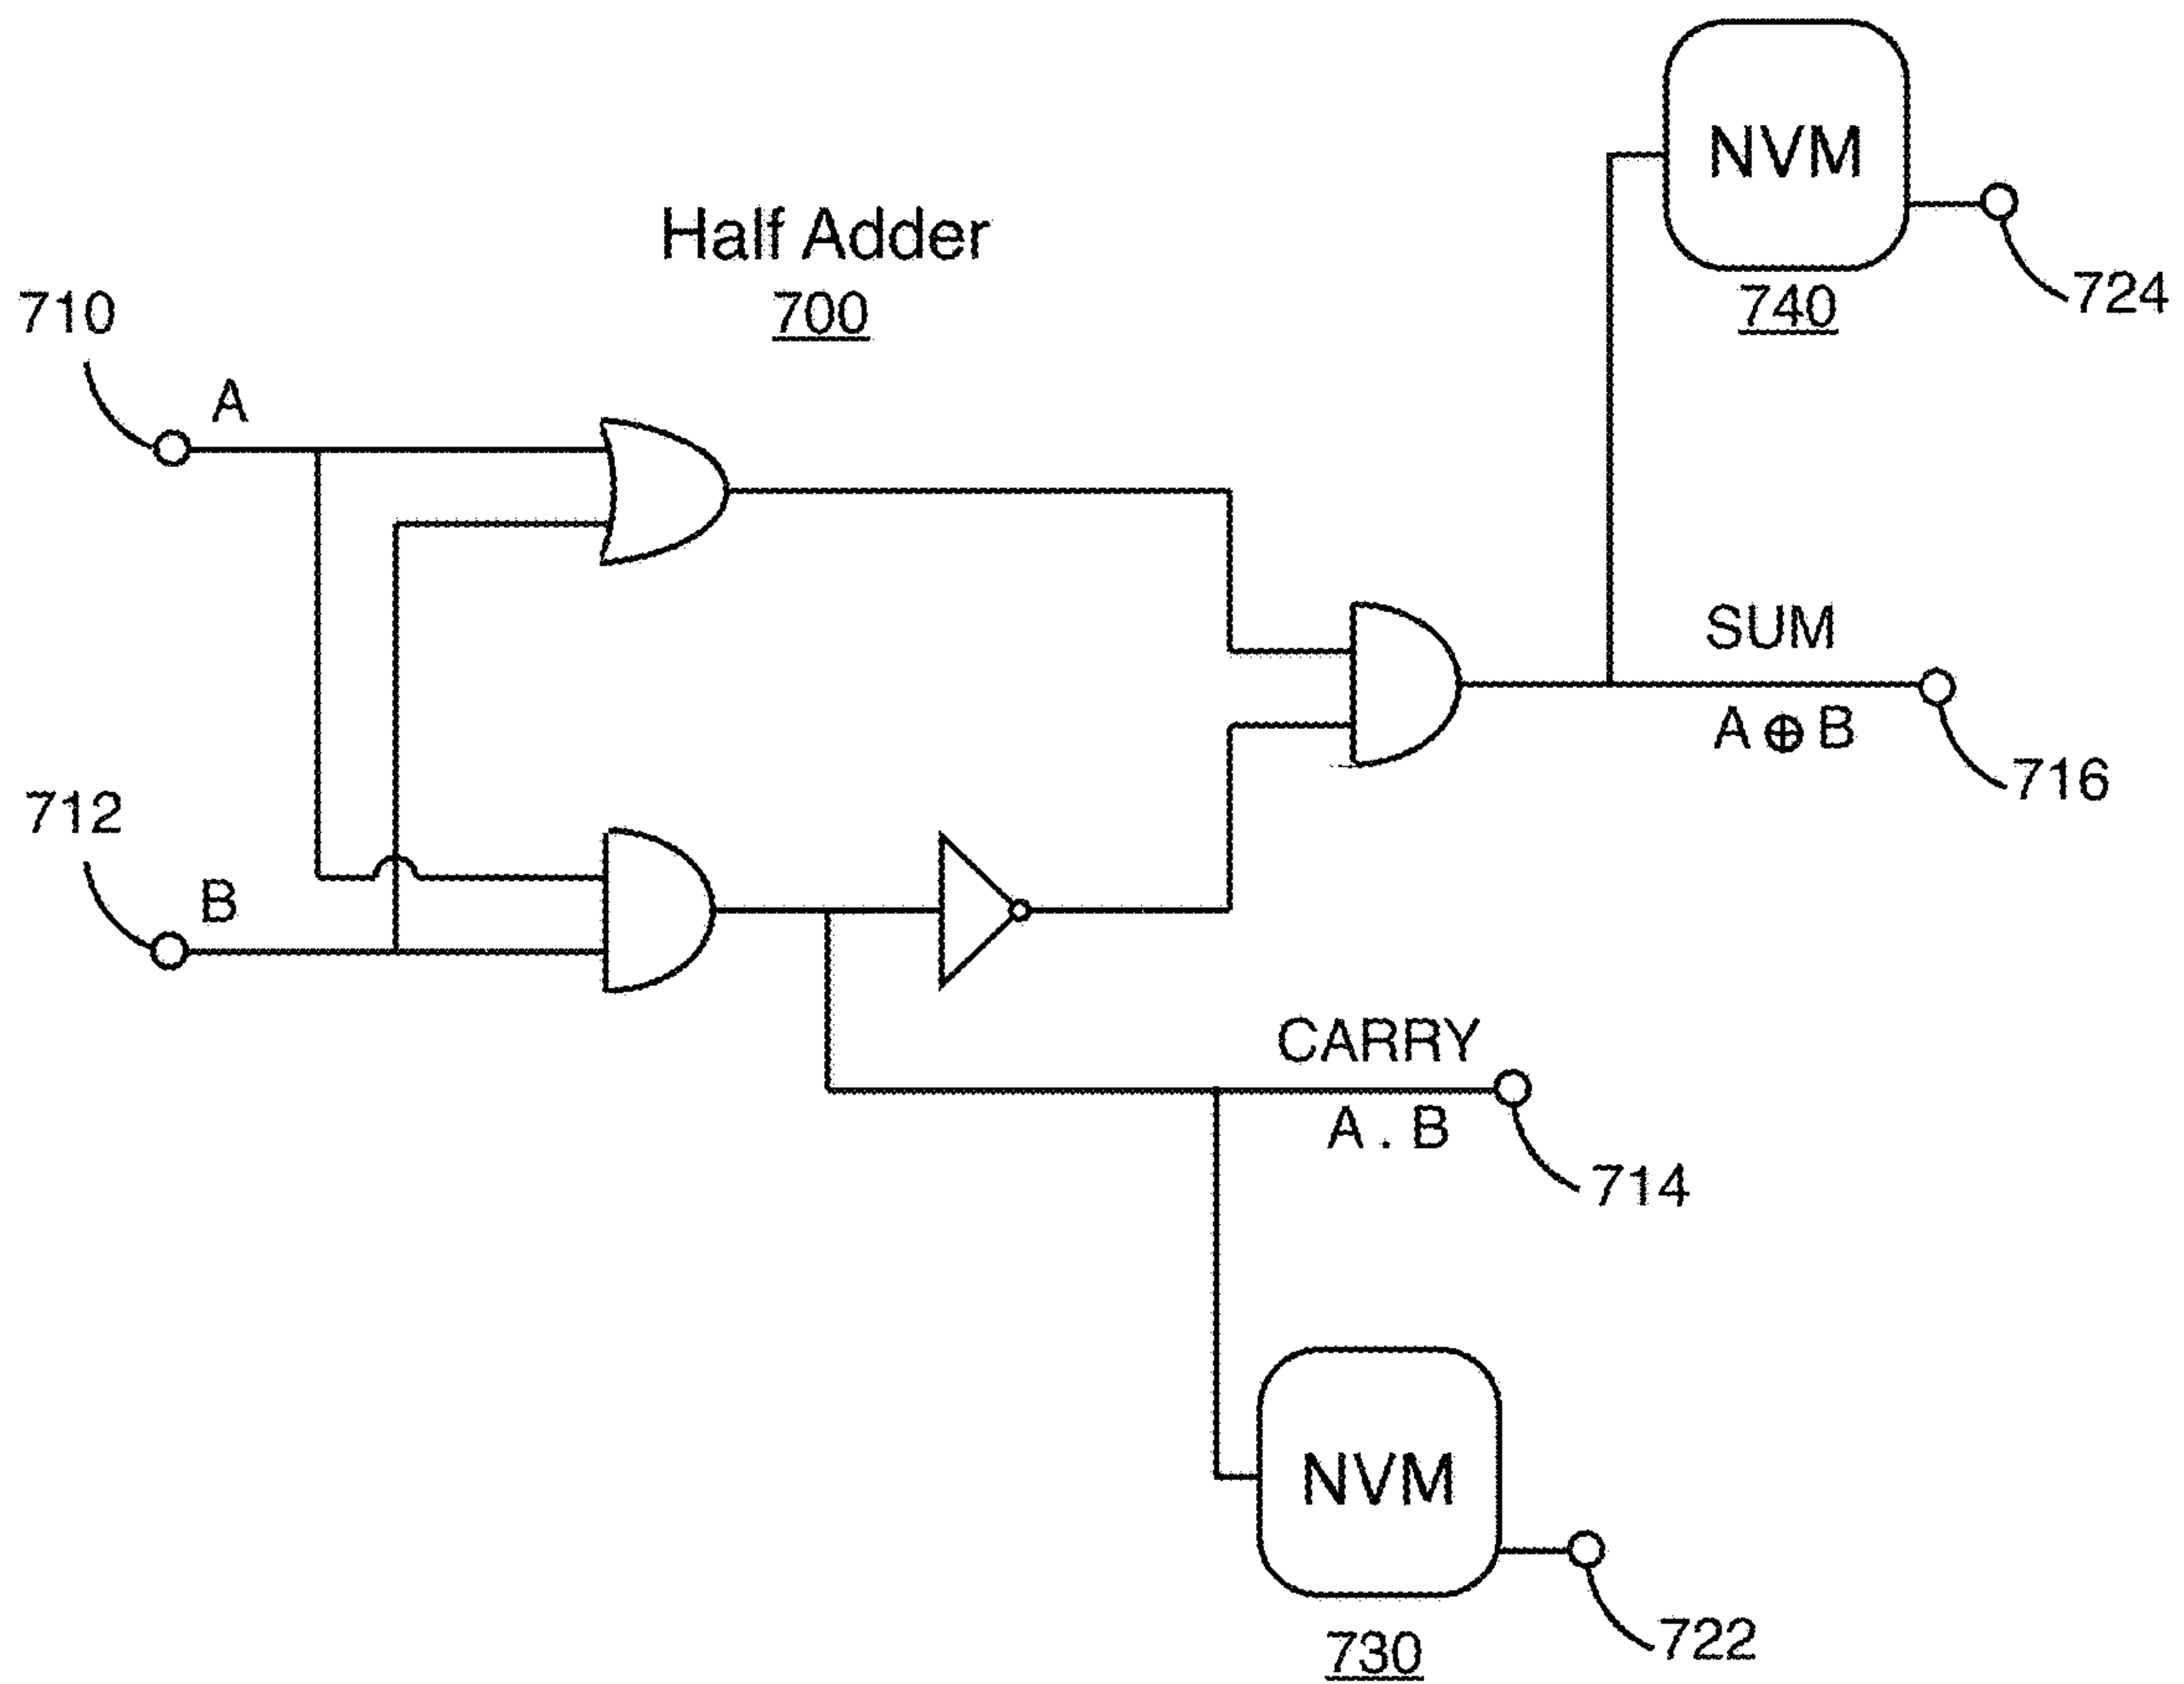 NVM
Half Adder
700
710
724
740
A
SUM
A ⊕ B
716
712
B
CARRY
A . B
714
NVM
722
730